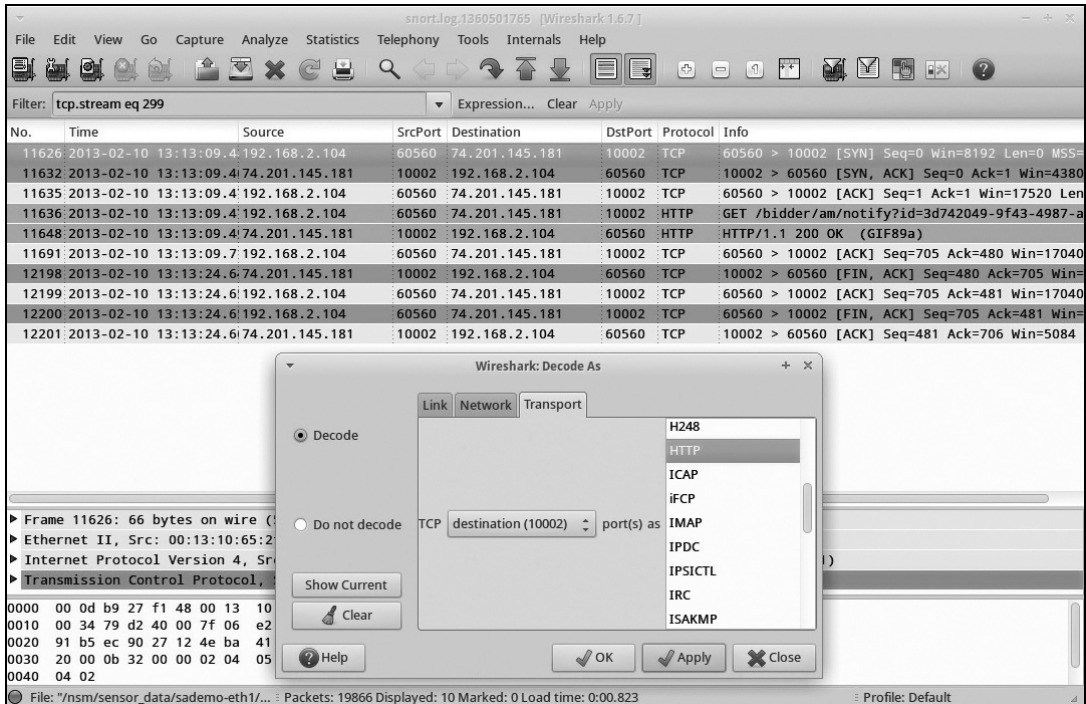 snort.log.1360501765 [Wireshark 1.6.7 ]
File Edit View Go Capture Analyze Statistics Telephony Tools Internals Help
Filter: tcp.stream eq 299 Expression... Clear Apply
No. Time Source SrcPort Destination DstPort Protocol Info
11626 2013-02-10 13:13:09.4 192.168.2.104 60560 74.201.145.181 10002 TCP 60560 > 10002 [SYN] Seq=0 Win=8192 Len=0 MSS=
11632 2013-02-10 13:13:09.4 74.201.145.181 10002 192.168.2.104 60560 TCP 10002 > 60560 [SYN, ACK] Seq=0 Ack=1 Win=4380
11635 2013-02-10 13:13:09.4 192.168.2.104 60560 74.201.145.181 10002 TCP 60560 > 10002 [ACK] Seq=1 Ack=1 Win=17520 Len
11636 2013-02-10 13:13:09.4 192.168.2.104 60560 74.201.145.181 10002 HTTP GET /bidder/am/notify?id=3d742049-9f43-4987-a
11648 2013-02-10 13:13:09.4 74.201.145.181 10002 192.168.2.104 60560 HTTP HTTP/1.1 200 OK (GIF89a)
11691 2013-02-10 13:13:09.7 192.168.2.104 60560 74.201.145.181 10002 TCP 60560 > 10002 [ACK] Seq=705 Ack=480 Win=17040
12198 2013-02-10 13:13:24.6 74.201.145.181 10002 192.168.2.104 60560 TCP 10002 > 60560 [FIN, ACK] Seq=480 Ack=705 Win=
12199 2013-02-10 13:13:24.6 192.168.2.104 60560 74.201.145.181 10002 TCP 60560 > 10002 [ACK] Seq=705 Ack=481 Win=17040
12200 2013-02-10 13:13:24.6 192.168.2.104 60560 74.201.145.181 10002 TCP 60560 > 10002 [FIN, ACK] Seq=705 Ack=481 Win=
12201 2013-02-10 13:13:24.6 74.201.145.181 10002 192.168.2.104 60560 TCP 10002 > 60560 [ACK] Seq=481 Ack=706 Win=5084
Wireshark: Decode As
Link Network Transport
Decode
Do not decode
Show Current
Clear
TCP destination (10002) port(s) as
H248
HTTP
ICAP
iFCP
IMAP
IPDC
IPSICTL
IRC
ISAKMP
Help OK Apply Close
Frame 11626: 66 bytes on wire (
Ethernet II, Src: 00:13:10:65:2
Internet Protocol Version 4, Sr )
Transmission Control Protocol,
0000 00 0d b9 27 f1 48 00 13 10
0010 00 34 79 d2 40 00 7f 06 e2
0020 91 b5 ec 90 27 12 4e ba 41
0030 20 00 0b 32 00 00 02 04 05
0040 04 02
File: "/nsm/sensor_data/sademo-eth1/... Packets: 19866 Displayed: 10 Marked: 0 Load time: 0:00.823 Profile: Default